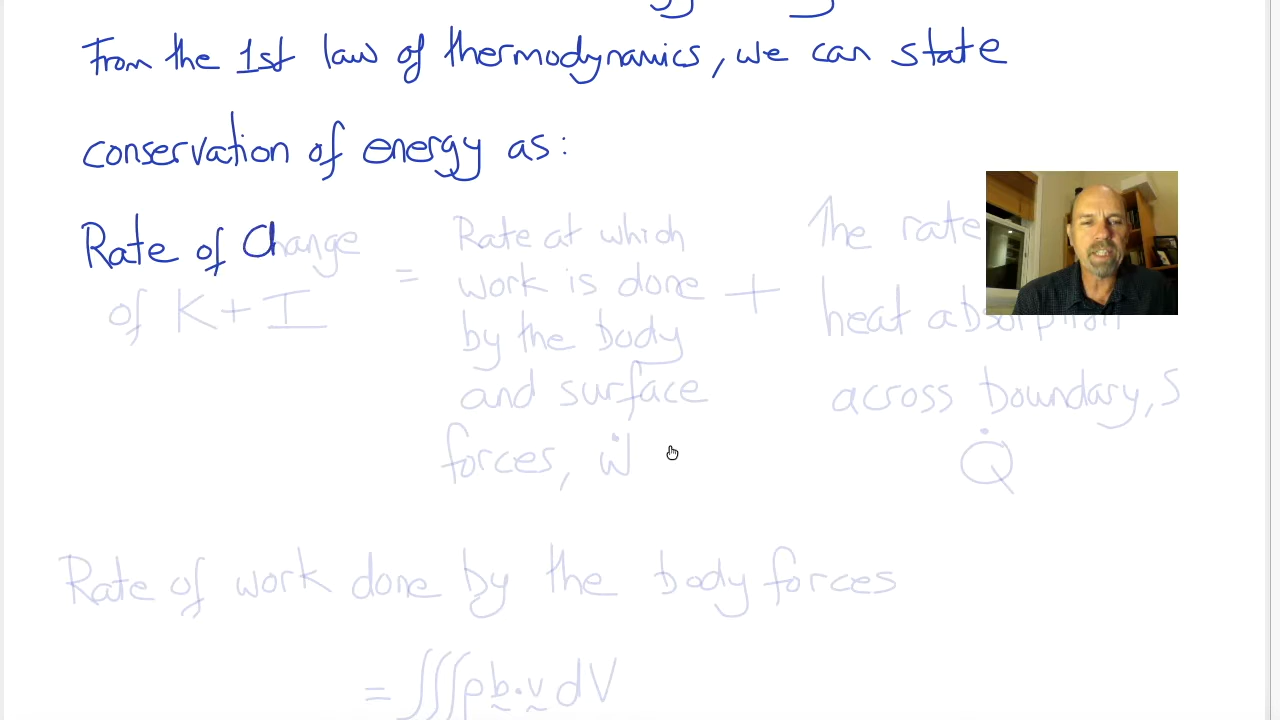 From the 1st law of thermodynamics, we can state
conservation of energy as:
Rate of Change
of K + I
=
Rate at which
work is done
by the body
and surface
forces, Ẇ
+
The rate
heat absorption
across boundary, S
Q̇
Rate of work done by the body forces
= ∭ρb̰·v̰ dV